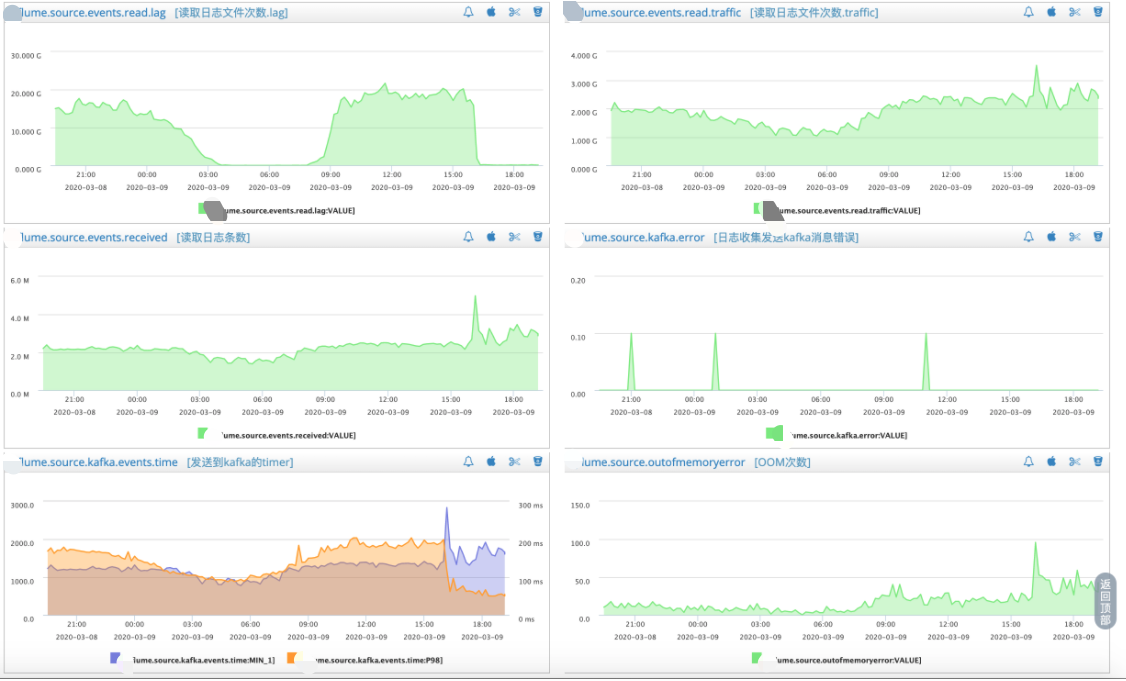 lume.source.events.read.lag [读取日志文件次数.lag]
30.000 G
20.000 G
10.000 G
0.000 G
21:00 00:00 03:00 06:00 09:00 12:00 15:00 18:00
2020-03-08 2020-03-09 2020-03-09 2020-03-09 2020-03-09 2020-03-09 2020-03-09 2020-03-09
ume.source.events.read.lag:VALUE]
lume.source.events.read.traffic [读取日志文件次数.traffic]
4.000 G
3.000 G
2.000 G
1.000 G
0.000 G
21:00 00:00 03:00 06:00 09:00 12:00 15:00 18:00
2020-03-08 2020-03-09 2020-03-09 2020-03-09 2020-03-09 2020-03-09 2020-03-09 2020-03-09
ume.source.events.read.traffic:VALUE]
lume.source.events.received [读取日志条数]
6.0 M
4.0 M
2.0 M
0.0 M
21:00 00:00 03:00 06:00 09:00 12:00 15:00 18:00
2020-03-08 2020-03-09 2020-03-09 2020-03-09 2020-03-09 2020-03-09 2020-03-09 2020-03-09
ume.source.events.received:VALUE]
ume.source.kafka.error [日志收集发送kafka消息错误]
0.20
0.10
0.00
21:00 00:00 03:00 06:00 09:00 12:00 15:00 18:00
2020-03-08 2020-03-09 2020-03-09 2020-03-09 2020-03-09 2020-03-09 2020-03-09 2020-03-09
ume.source.kafka.error:VALUE]
lume.source.kafka.events.time [发送到kafka的timer]
3000.0 300 ms
2000.0 200 ms
1000.0 100 ms
0.0 0 ms
21:00 00:00 03:00 06:00 09:00 12:00 15:00 18:00
2020-03-08 2020-03-09 2020-03-09 2020-03-09 2020-03-09 2020-03-09 2020-03-09 2020-03-09
lume.source.kafka.events.time:MIN_1] ume.source.kafka.events.time:P98]
lume.source.outofmemoryerror [OOM次数]
150.0
100.0
50.0
0.0
21:00 00:00 03:00 06:00 09:00 12:00 15:00 18:00
2020-03-08 2020-03-09 2020-03-09 2020-03-09 2020-03-09 2020-03-09 2020-03-09 2020-03-09
lume.source.outofmemoryerror:VALUE]
返回顶部